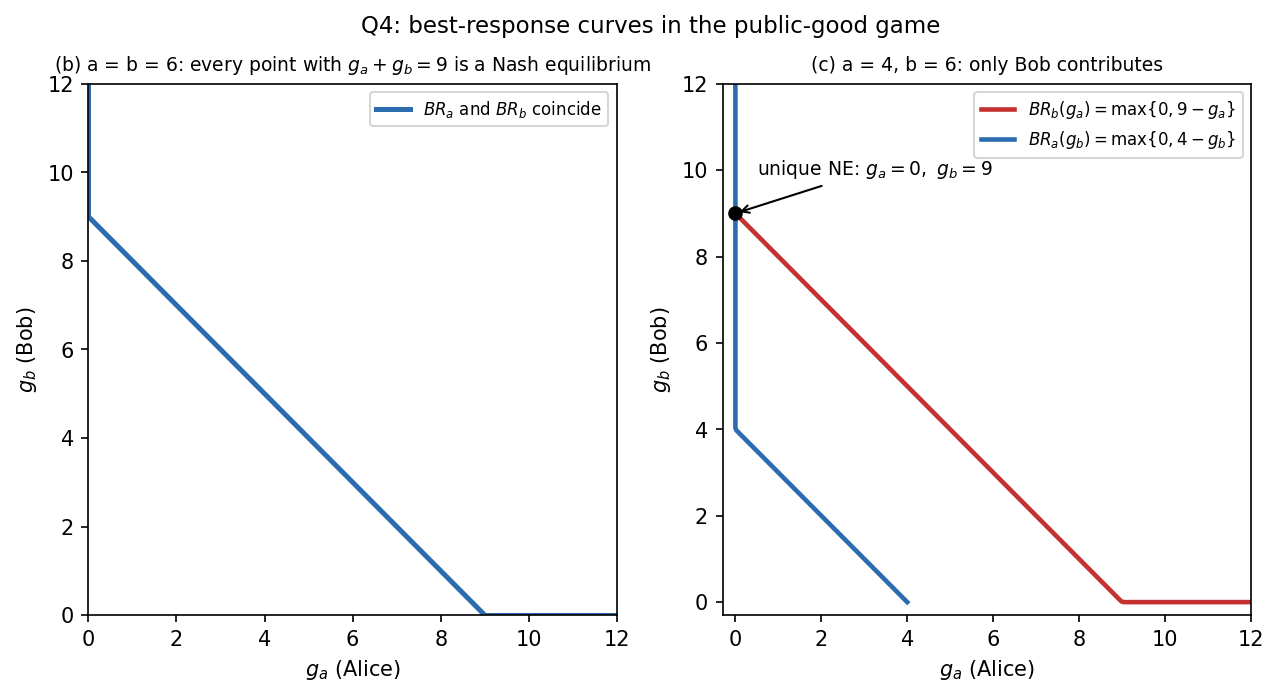 Q4: best-response curves in the public-good game
(b) a = b = 6: every point with g_a + g_b = 9 is a Nash equilibrium
BR_a and BR_b coincide
12
10
8
6
4
2
0
g_b (Bob)
0 2 4 6 8 10 12
g_a (Alice)
(c) a = 4, b = 6: only Bob contributes
BR_b(g_a) = max{0, 9 − g_a}
BR_a(g_b) = max{0, 4 − g_b}
unique NE: g_a = 0, g_b = 9
12
10
8
6
4
2
0
g_b (Bob)
0 2 4 6 8 10 12
g_a (Alice)